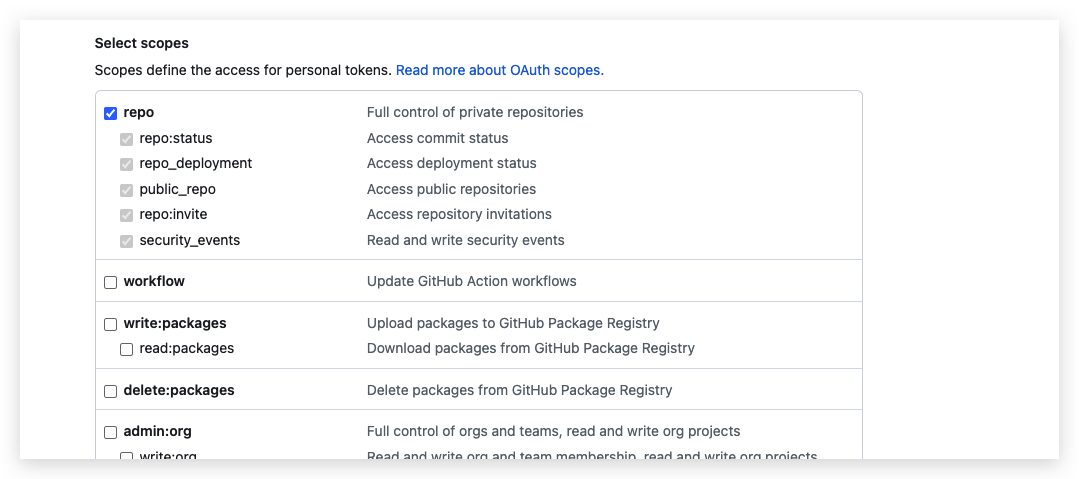 Select scopes
Scopes define the access for personal tokens. Read more about OAuth scopes.
repo Full control of private repositories
repo:status Access commit status
repo_deployment Access deployment status
public_repo Access public repositories
repo:invite Access repository invitations
security_events Read and write security events
workflow Update GitHub Action workflows
write:packages Upload packages to GitHub Package Registry
read:packages Download packages from GitHub Package Registry
delete:packages Delete packages from GitHub Package Registry
admin:org Full control of orgs and teams, read and write org projects
write:org Read and write org and team membership, read and write org projects